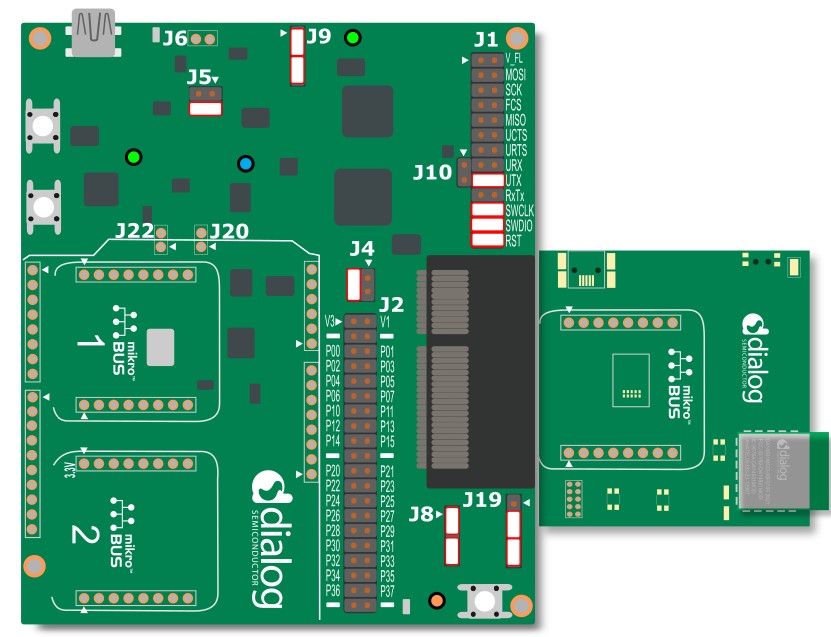 J6
J9
J1
V_FL
J5
MOSI
SCK
FCS
MISO
UCTS
URTS
J10
URX
UTX
RxTx
SWCLK
SWDIO
RST
J22
J20
J4
J2
V3
V1
P00
P01
P02
P03
P04
P05
P06
P07
P10
P11
P12
P13
P14
P15
P20
P21
P22
P23
P24
P25
P26
P27
P28
P29
P30
P31
P32
P33
P34
P35
P36
P37
1
mikro™
BUS
3.3V
2
mikro™
BUS
dialog
SEMICONDUCTOR
J8
J19
mikro™
BUS
dialog
SEMICONDUCTOR
dialog